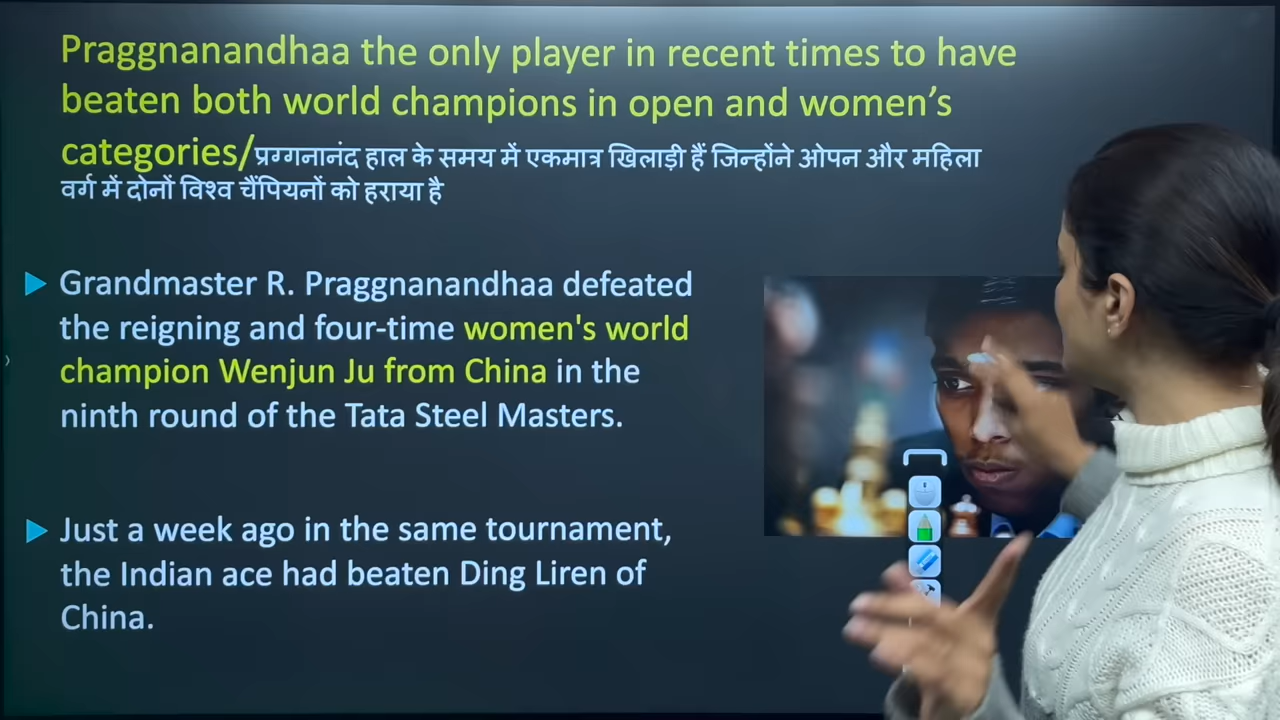 Praggnanandhaa the only player in recent times to have
beaten both world champions in open and women’s
categories/प्रग्गनानंद हाल के समय में एकमात्र खिलाड़ी हैं जिन्होंने ओपन और महिला
वर्ग में दोनों विश्व चैंपियनों को हराया है
Grandmaster R. Praggnanandhaa defeated
the reigning and four-time women's world
champion Wenjun Ju from China in the
ninth round of the Tata Steel Masters.
Just a week ago in the same tournament,
the Indian ace had beaten Ding Liren of
China.